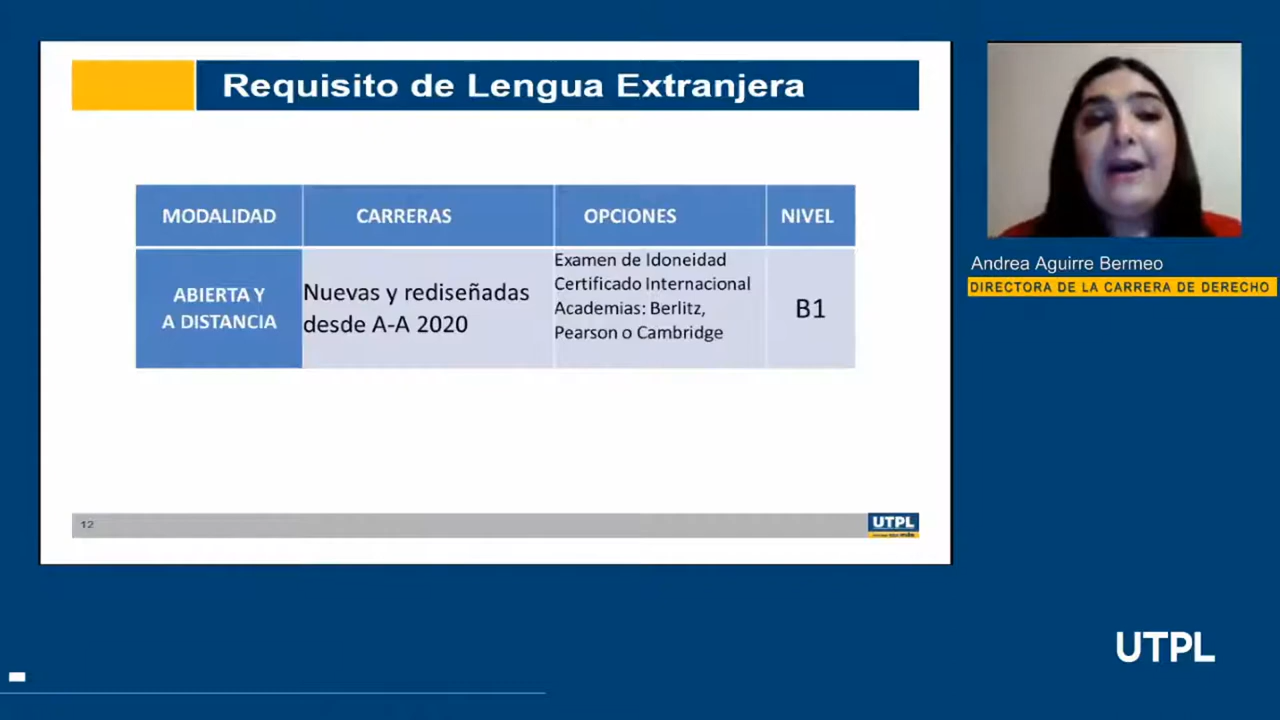 Requisito de Lengua Extranjera
MODALIDAD
CARRERAS
OPCIONES
NIVEL
ABIERTA Y
A DISTANCIA
Nuevas y rediseñadas
desde A-A 2020
Examen de Idoneidad
Certificado Internacional
Academias: Berlitz,
Pearson o Cambridge
B1
12
UTPL
Andrea Aguirre Bermeo
DIRECTORA DE LA CARRERA DE DERECHO
UTPL